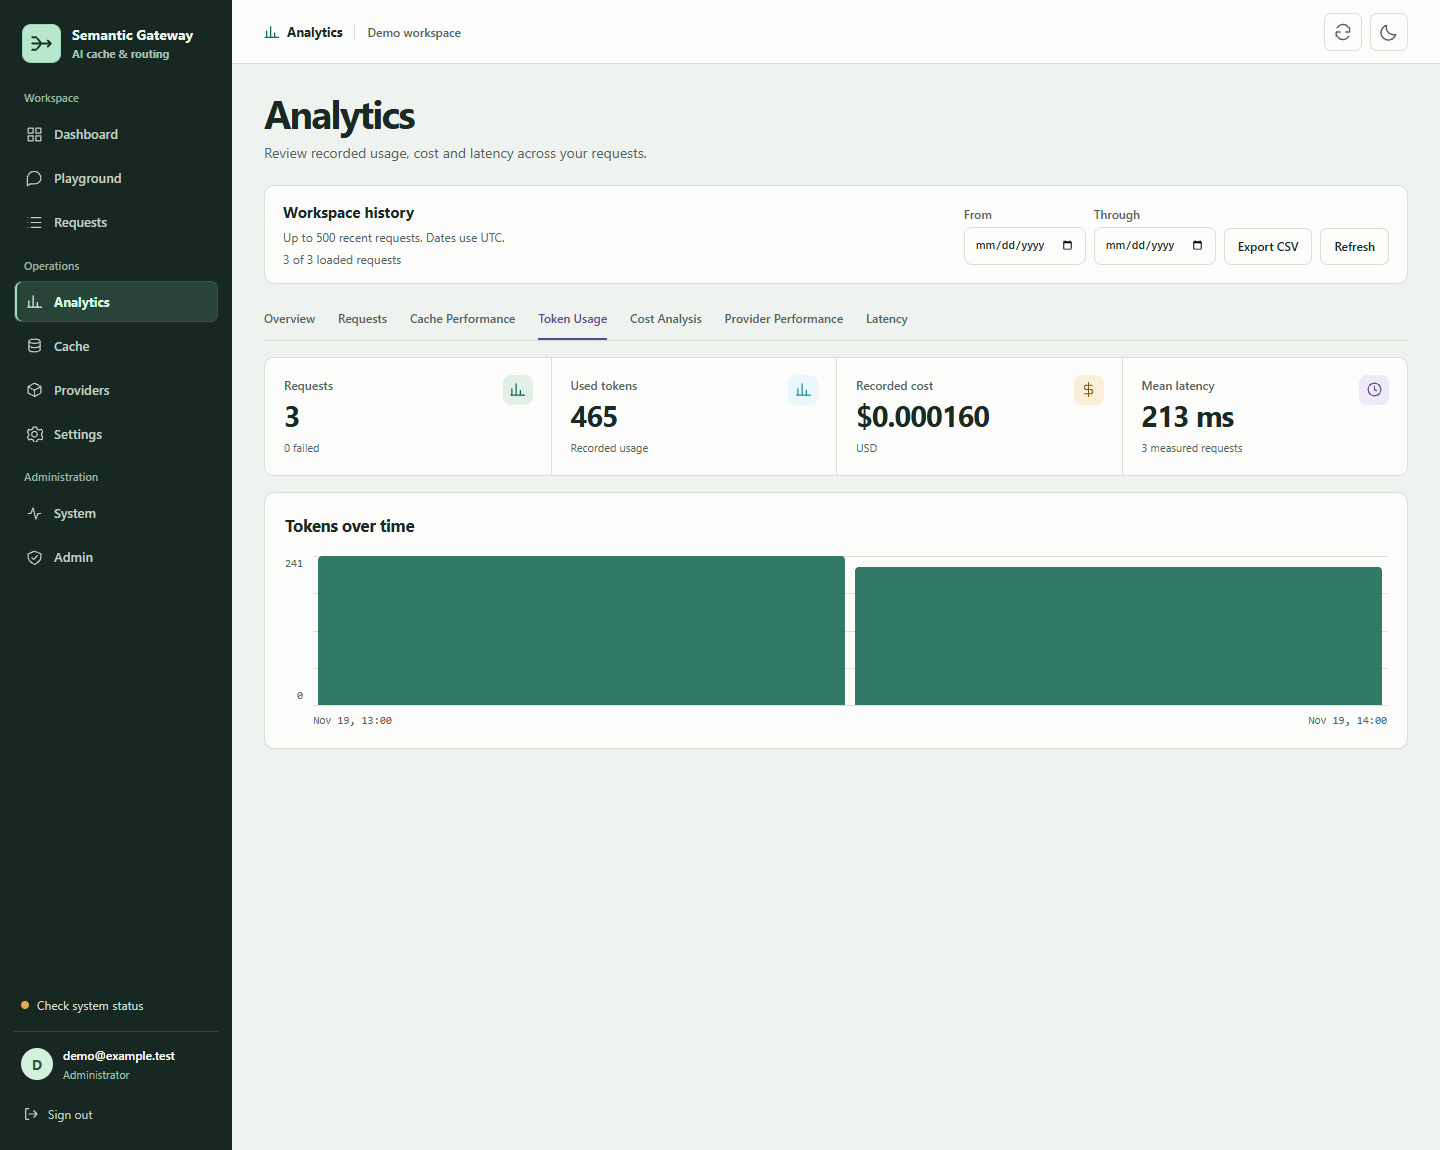 Semantic Gateway
AI cache & routing
Workspace
Dashboard
Playground
Requests
Operations
Analytics
Cache
Providers
Settings
Administration
System
Admin
Check system status
D
demo@example.test
Administrator
Sign out
Analytics
Demo workspace
Analytics
Review recorded usage, cost and latency across your requests.
Workspace history
Up to 500 recent requests. Dates use UTC.
3 of 3 loaded requests
From
Through
mm/dd/yyyy
mm/dd/yyyy
Export CSV
Refresh
Overview
Requests
Cache Performance
Token Usage
Cost Analysis
Provider Performance
Latency
Requests
3
0 failed
Used tokens
465
Recorded usage
Recorded cost
$0.000160
USD
Mean latency
213 ms
3 measured requests
Tokens over time
241
0
Nov 19, 13:00
Nov 19, 14:00